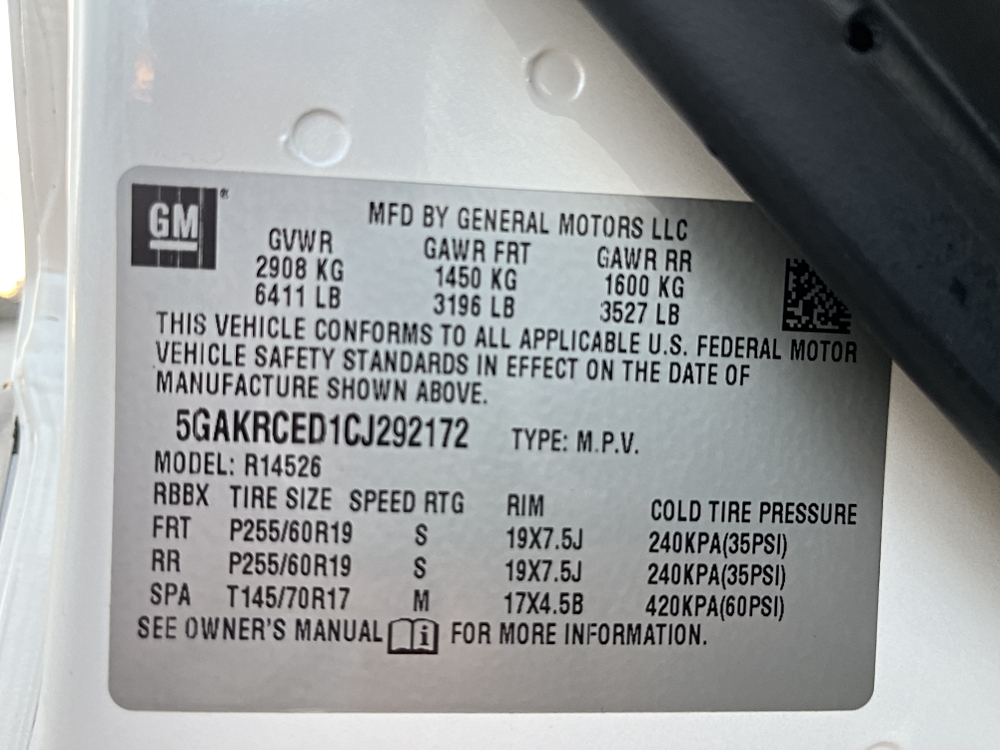 GM ®
MFD BY GENERAL MOTORS LLC
GVWR GAWR FRT GAWR RR
2908 KG 1450 KG 1600 KG
6411 LB 3196 LB 3527 LB
THIS VEHICLE CONFORMS TO ALL APPLICABLE U.S. FEDERAL MOTOR
VEHICLE SAFETY STANDARDS IN EFFECT ON THE DATE OF
MANUFACTURE SHOWN ABOVE.
5GAKRCED1CJ292172 TYPE: M.P.V.
MODEL: R14526
RBBX TIRE SIZE SPEED RTG RIM COLD TIRE PRESSURE
FRT P255/60R19 S 19X7.5J 240KPA(35PSI)
RR P255/60R19 S 19X7.5J 240KPA(35PSI)
SPA T145/70R17 M 17X4.5B 420KPA(60PSI)
SEE OWNER'S MANUAL i FOR MORE INFORMATION.